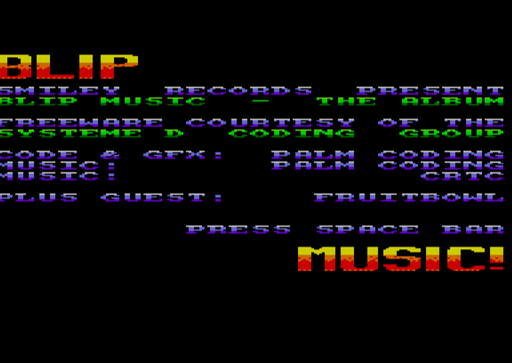 BLIP
SMILEY RECORDS PRESENT
BLIP MUSIC - THE ALBUM
FREEWARE COURTESY OF THE
SYSTEME D CODING GROUP
CODE & GFX: PALM CODING
MUSIC: PALM CODING
MUSIC: CRTC
PLUS GUEST: FRUITBOWL
PRESS SPACE BAR
MUSIC!